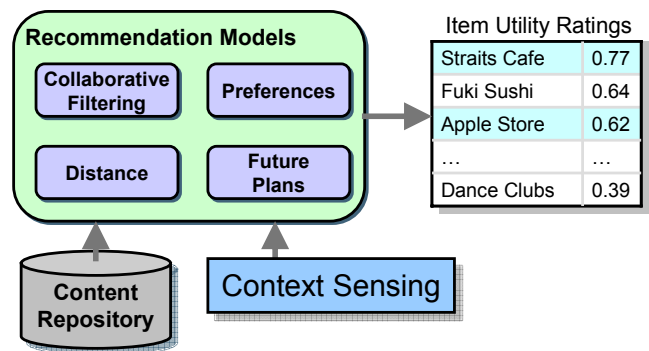 Recommendation Models
Collaborative
Filtering
Preferences
Distance
Future
Plans
Content
Repository
Context Sensing
Item Utility Ratings
Straits Cafe 0.77
Fuki Sushi 0.64
Apple Store 0.62
... ...
Dance Clubs 0.39